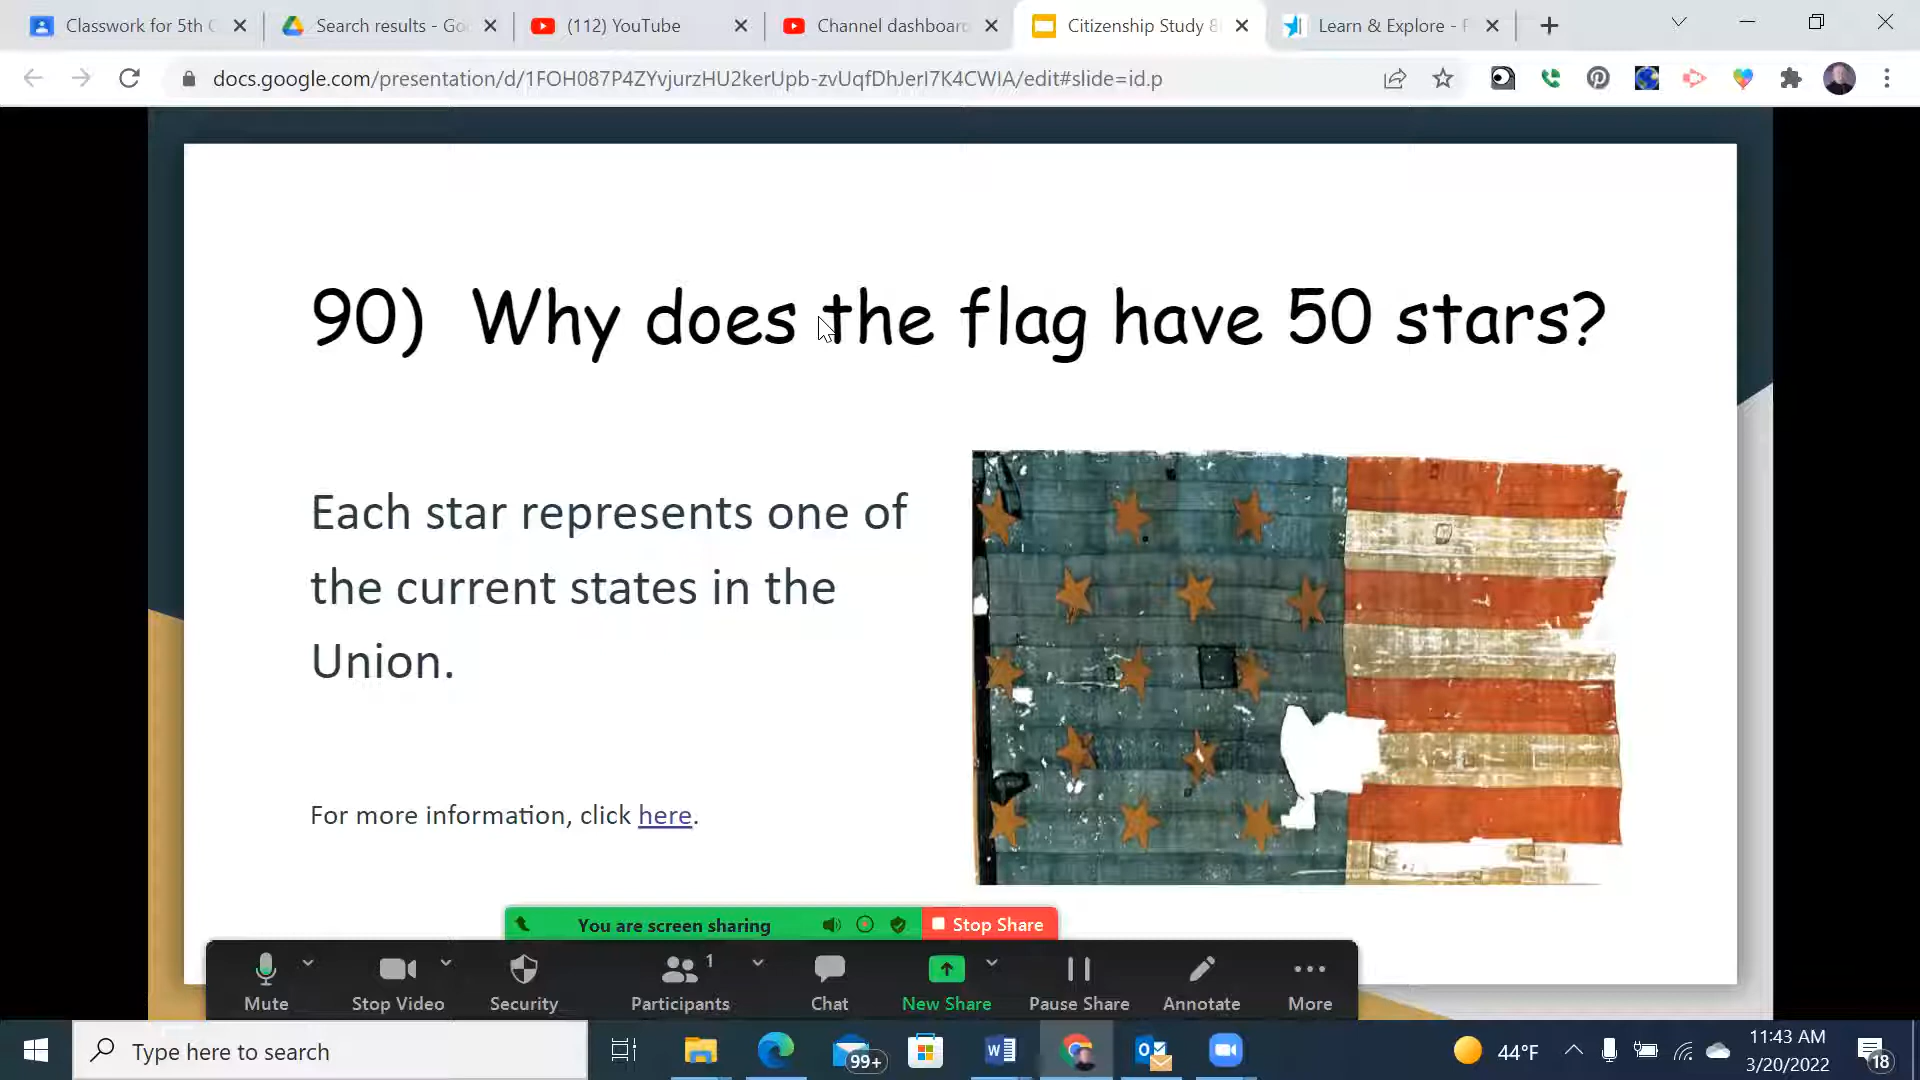 Classwork for 5th
Search results - Go
(112) YouTube
Channel dashboard
Citizenship Study 8
Learn & Explore - F
docs.google.com/presentation/d/1FOH087P4ZYvjurzHU2kerUpb-zvUqfDhJerI7K4CWIA/edit#slide=id.p
90) Why does the flag have 50 stars?
Each star represents one of
the current states in the
Union.
For more information, click here.
You are screen sharing
Stop Share
1
Mute
Stop Video
Security
Participants
Chat
New Share
Pause Share
Annotate
More
Type here to search
99+
44°F
11:43 AM
3/20/2022
18